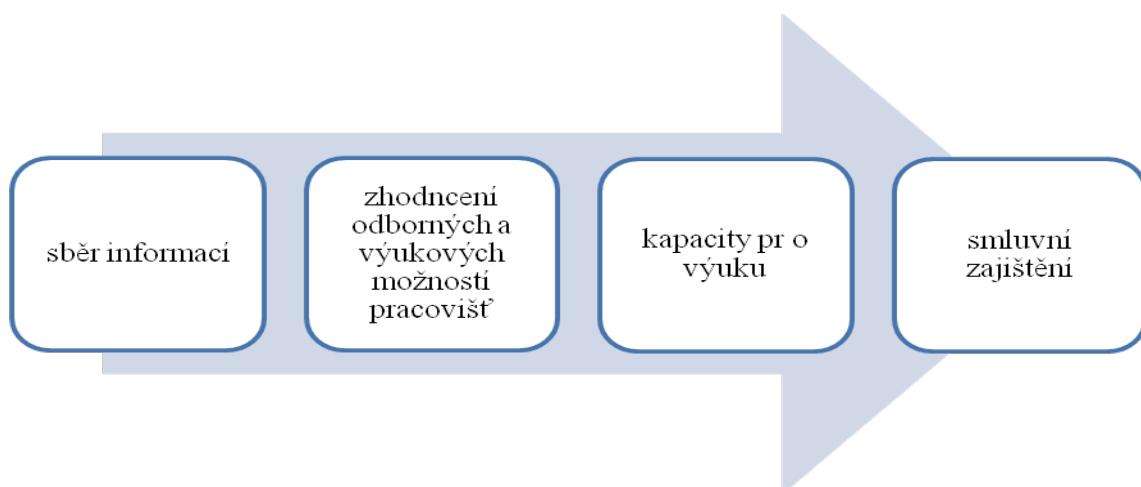 sběr informací
zhodncení
odborných a
výukových
možností
pracovišť
kapacity pr o
výuku
smluvní
zajištění